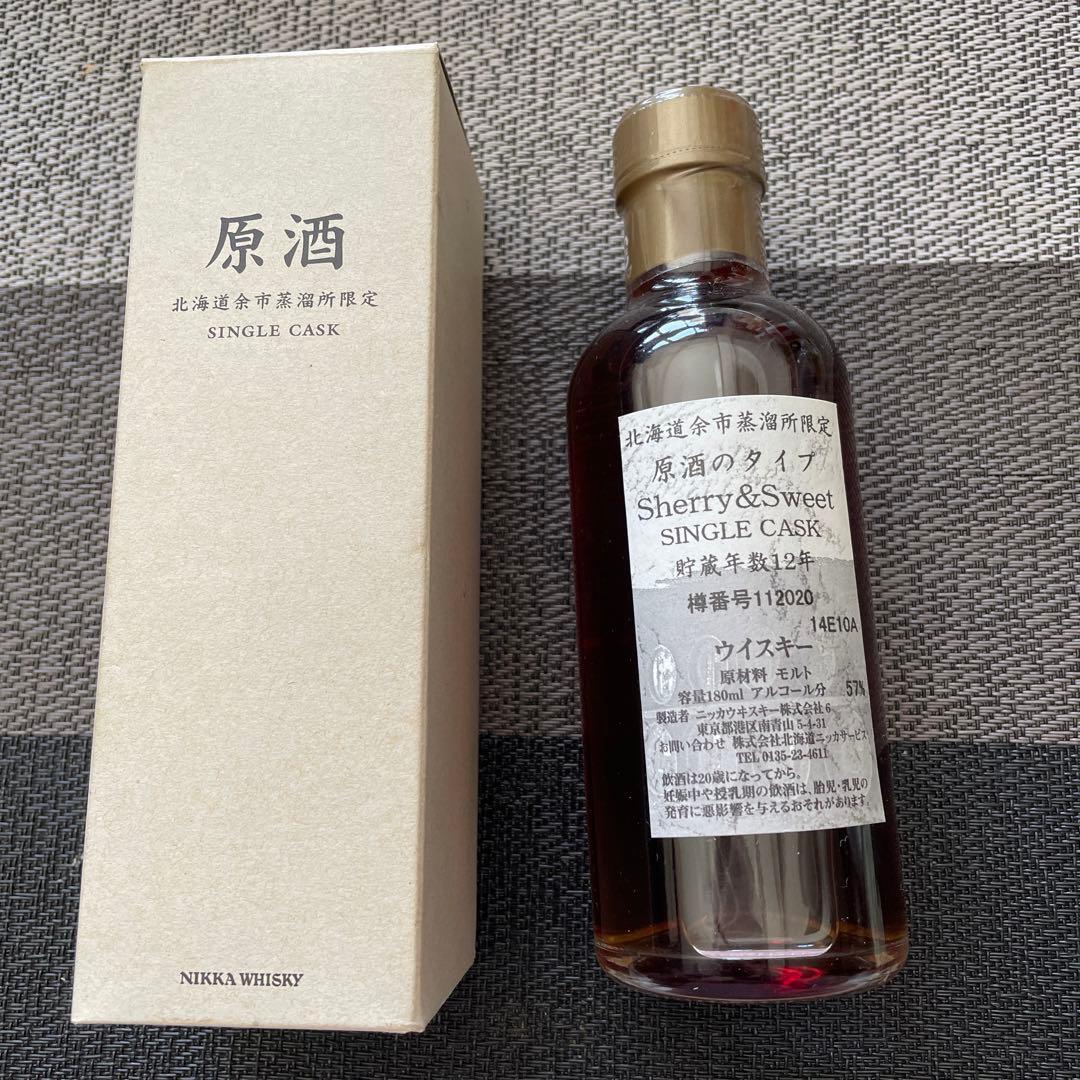 原酒
北海道余市蒸溜所限定
SINGLE CASK
NIKKA WHISKY
北海道余市蒸溜所限定
原酒のタイプ
Sherry&Sweet
SINGLE CASK
貯蔵年数12年
樽番号112020
14E10A
ウイスキー
原材料 モルト
容量180ml アルコール分 57%
製造者 ニッカウヰスキー株式会社6
東京都港区南青山 5-4-31
お問い合わせ 株式会社北海道ニッカサービス
TEL 0135-23-4611
飲酒は20歳になってから。
妊娠中や授乳期の飲酒は、胎児・乳児の
発育に悪影響を与えるおそれがあります。